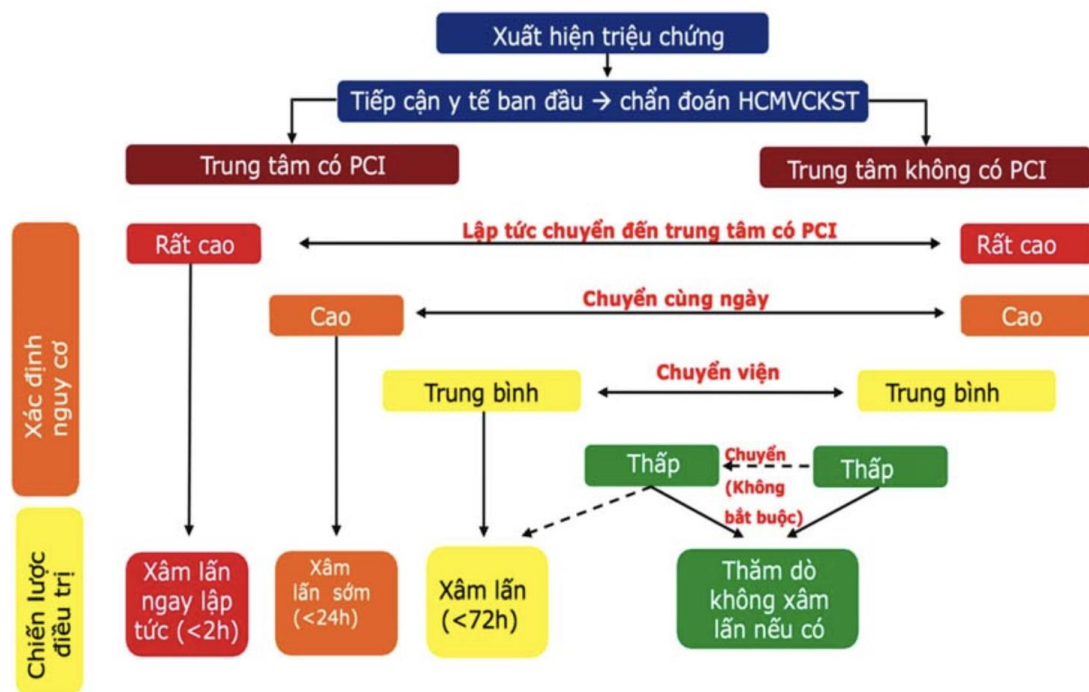 Xuất hiện triệu chứng
Tiếp cận y tế ban đầu → chẩn đoán HCMVCKST
Trung tâm có PCI
Trung tâm không có PCI
Xác định
nguy cơ
Rất cao
Lập tức chuyển đến trung tâm có PCI
Rất cao
Cao
Chuyển cùng ngày
Cao
Trung bình
Chuyển viện
Trung bình
Thấp
Chuyển
(Không
bắt buộc)
Thấp
Chiến lược
điều trị
Xâm lấn
ngay lập
tức (<2h)
Xâm
lấn sớm
(<24h)
Xâm lấn
(<72h)
Thăm dò
không xâm
lấn nếu có